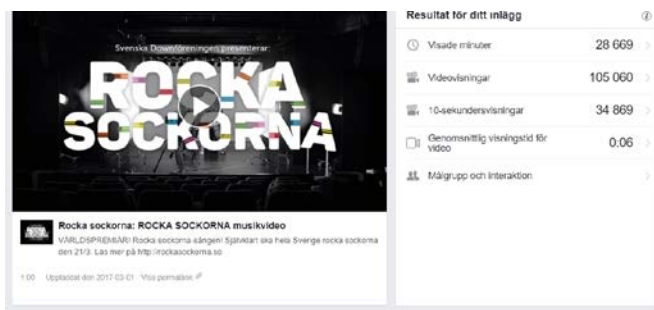 Svenska Downföreningen presenterar:
ROCKA
SOCKORNA
Rocka sockorna: ROCKA SOCKORNA musikvideo
VÄRLDSPREMIÄR! Rocka sockorna-sången! Självklart ska hela Sverige rocka sockorna
den 21/3. Läs mer på http://rockasockorna.se
1:00 Uppladdat den 2017-03-01 Visa permalänk
Resultat för ditt inlägg
Visade minuter 28 669
Videovisningar 105 060
10-sekundersvisningar 34 869
Genomsnittlig visningstid för
video 0:06
Målgrupp och interaktion